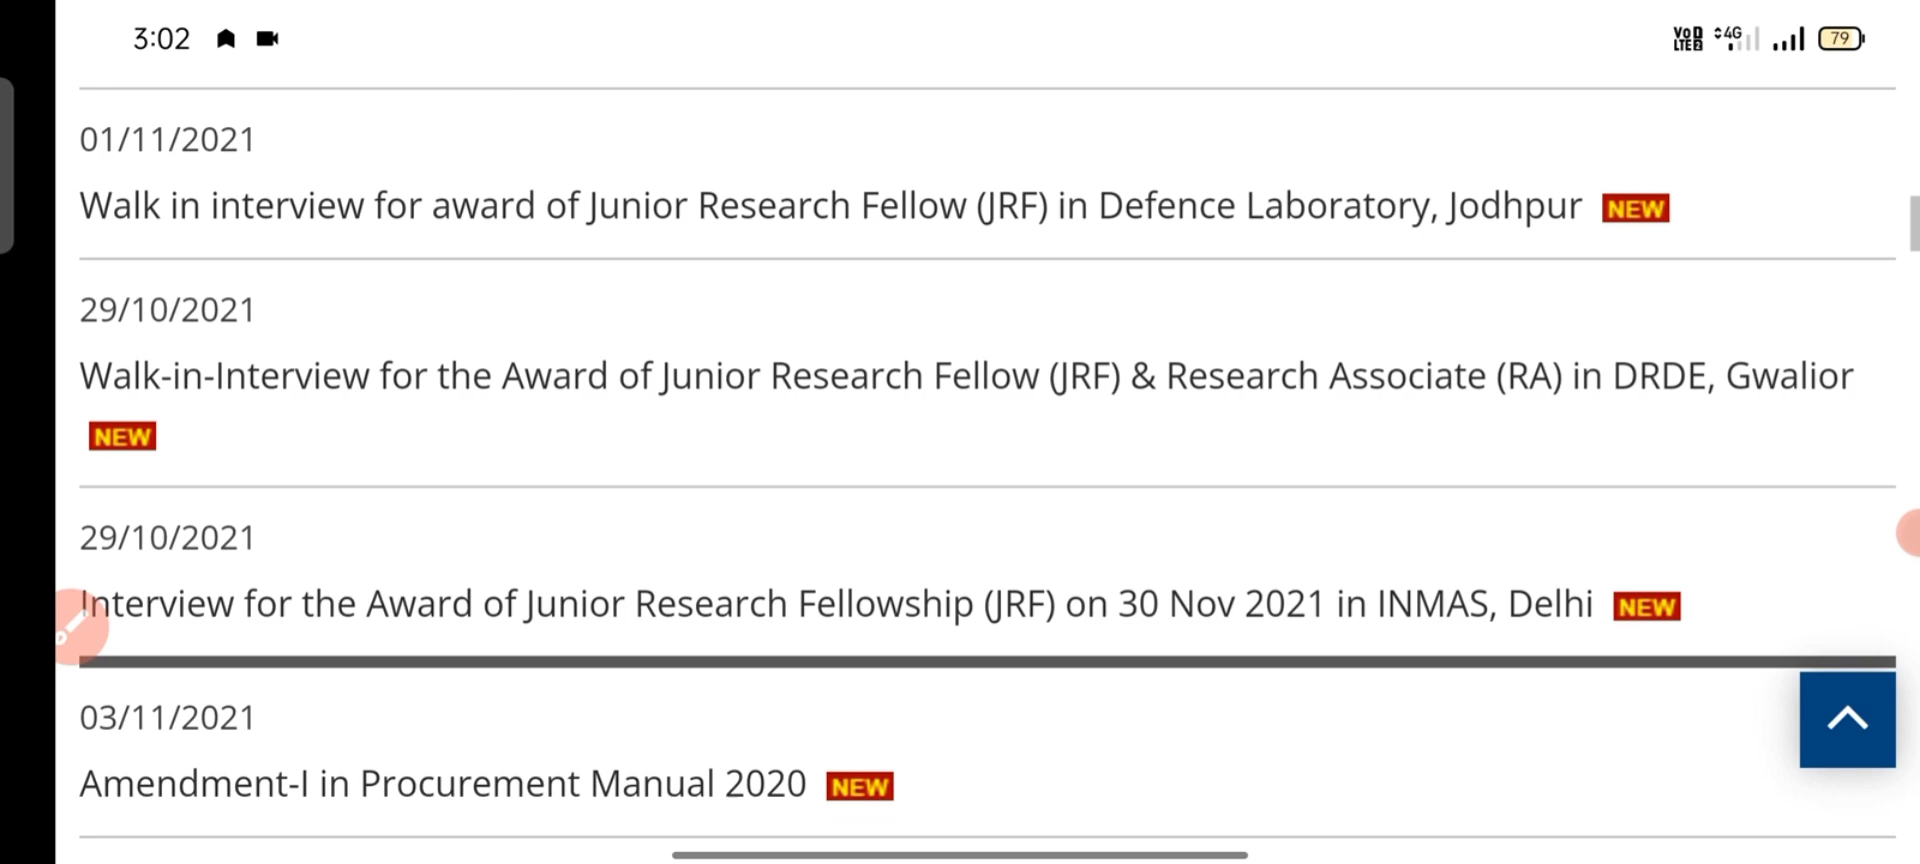 3:02 VoD LTE2 4G 79
01/11/2021
Walk in interview for award of Junior Research Fellow (JRF) in Defence Laboratory, Jodhpur NEW
29/10/2021
Walk-in-Interview for the Award of Junior Research Fellow (JRF) & Research Associate (RA) in DRDE, Gwalior
NEW
29/10/2021
Interview for the Award of Junior Research Fellowship (JRF) on 30 Nov 2021 in INMAS, Delhi NEW
03/11/2021
Amendment-I in Procurement Manual 2020 NEW